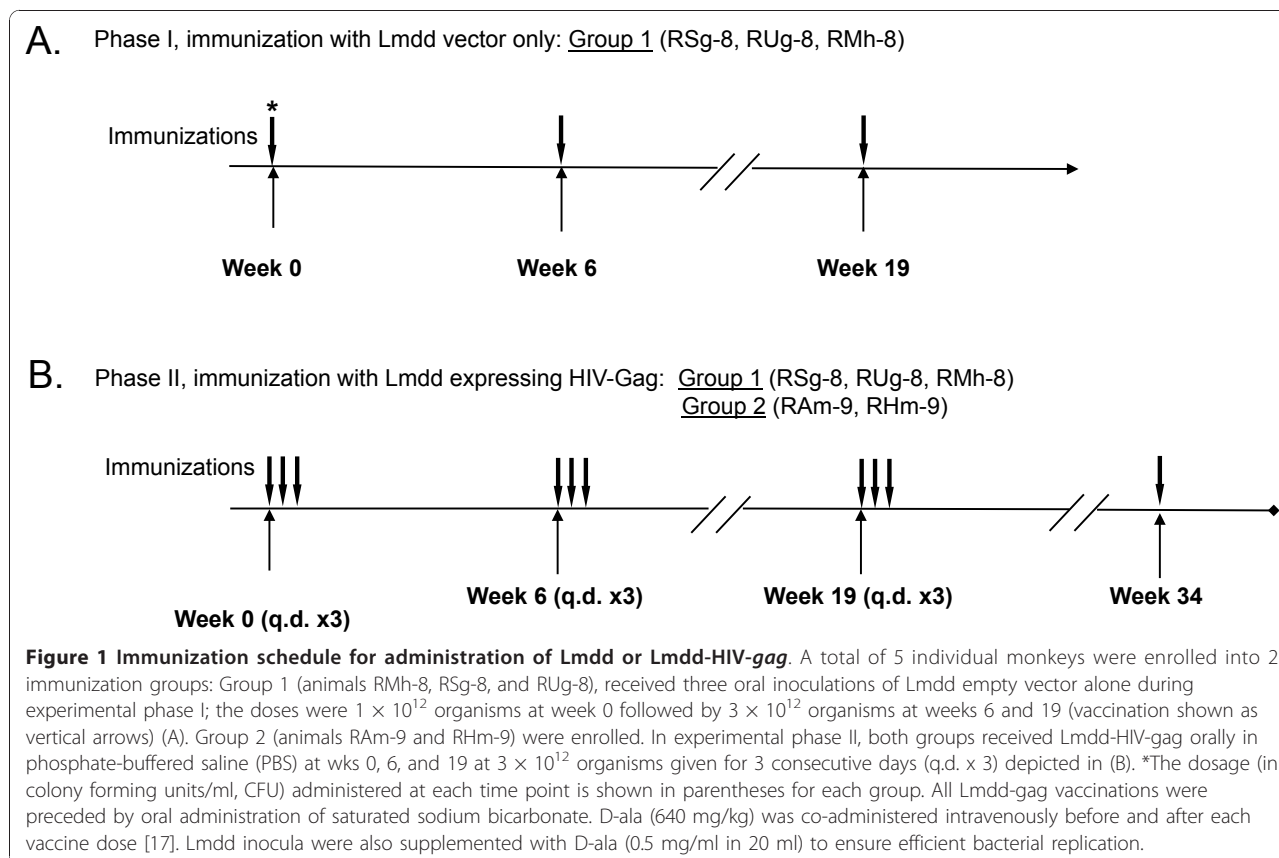 A. Phase I, immunization with Lmdd vector only: Group 1 (RSg-8, RUg-8, RMh-8)
*
Immunizations
Week 0 Week 6 Week 19
B. Phase II, immunization with Lmdd expressing HIV-Gag: Group 1 (RSg-8, RUg-8, RMh-8)
Group 2 (RAm-9, RHm-9)
Immunizations
Week 0 (q.d. x3) Week 6 (q.d. x3) Week 19 (q.d. x3) Week 34
Figure 1 Immunization schedule for administration of Lmdd or Lmdd-HIV-gag. A total of 5 individual monkeys were enrolled into 2
immunization groups: Group 1 (animals RMh-8, RSg-8, and RUg-8), received three oral inoculations of Lmdd empty vector alone during
experimental phase I; the doses were 1 × 10¹² organisms at week 0 followed by 3 × 10¹² organisms at weeks 6 and 19 (vaccination shown as
vertical arrows) (A). Group 2 (animals RAm-9 and RHm-9) were enrolled. In experimental phase II, both groups received Lmdd-HIV-gag orally in
phosphate-buffered saline (PBS) at wks 0, 6, and 19 at 3 × 10¹² organisms given for 3 consecutive days (q.d. x 3) depicted in (B). *The dosage (in
colony forming units/ml, CFU) administered at each time point is shown in parentheses for each group. All Lmdd-gag vaccinations were
preceded by oral administration of saturated sodium bicarbonate. D-ala (640 mg/kg) was co-administered intravenously before and after each
vaccine dose [17]. Lmdd inocula were also supplemented with D-ala (0.5 mg/ml in 20 ml) to ensure efficient bacterial replication.